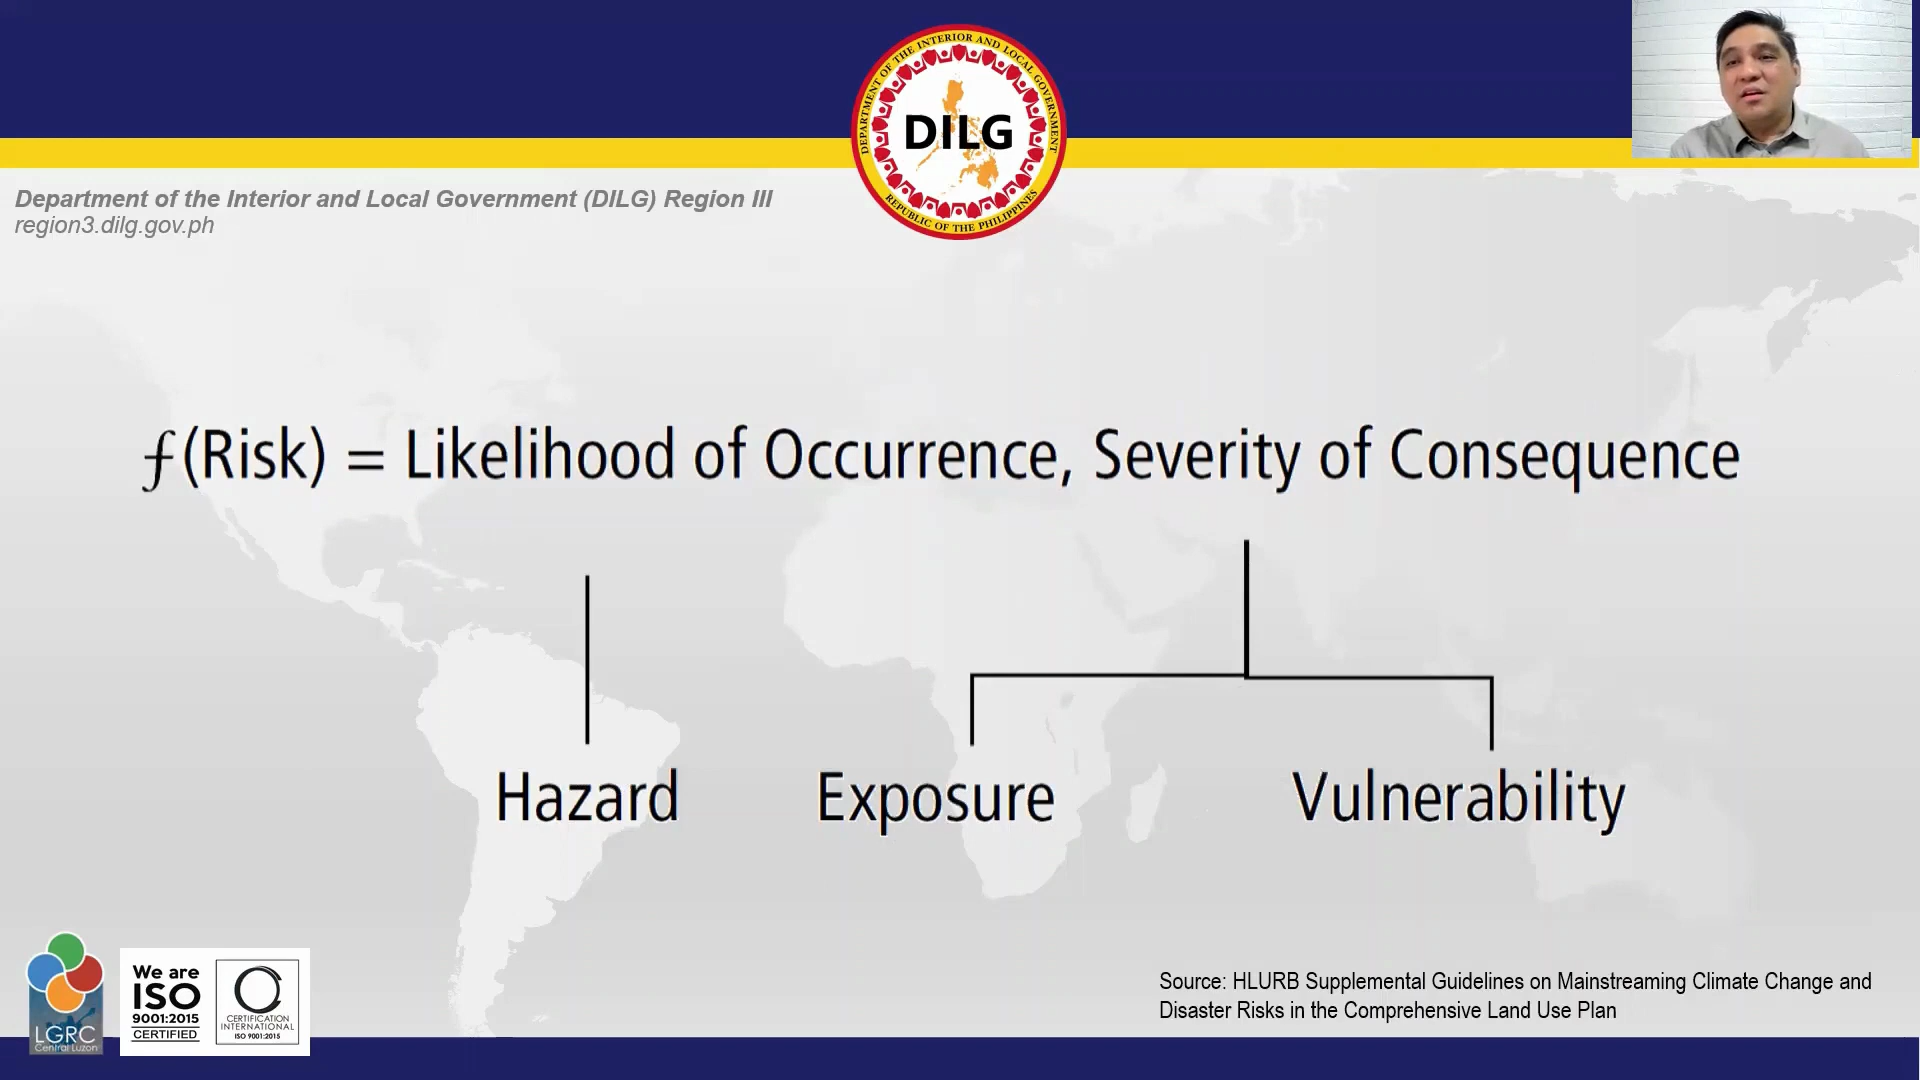 DEPARTMENT OF THE INTERIOR AND LOCAL GOVERNMENT
DILG
REPUBLIC OF THE PHILIPPINES
Department of the Interior and Local Government (DILG) Region III
region3.dilg.gov.ph
ƒ(Risk) = Likelihood of Occurrence, Severity of Consequence
Hazard Exposure Vulnerability
Source: HLURB Supplemental Guidelines on Mainstreaming Climate Change and
Disaster Risks in the Comprehensive Land Use Plan
LGRC
Central Luzon
We are
ISO
9001:2015
CERTIFIED
CERTIFICATION
INTERNATIONAL
ISO 9001:2015